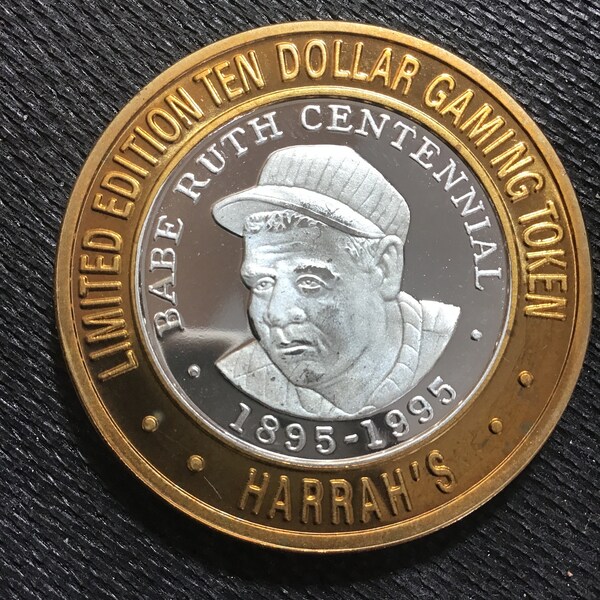 LIMITED EDITION TEN DOLLAR GAMING TOKEN
BABE RUTH CENTENNIAL
1895-1995
HARRAH'S